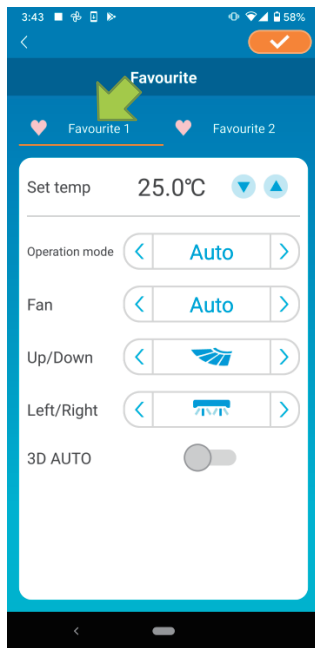 3:43 58%
Favourite
Favourite 1 Favourite 2
Set temp 25.0℃
Operation mode Auto
Fan Auto
Up/Down
Left/Right
3D AUTO